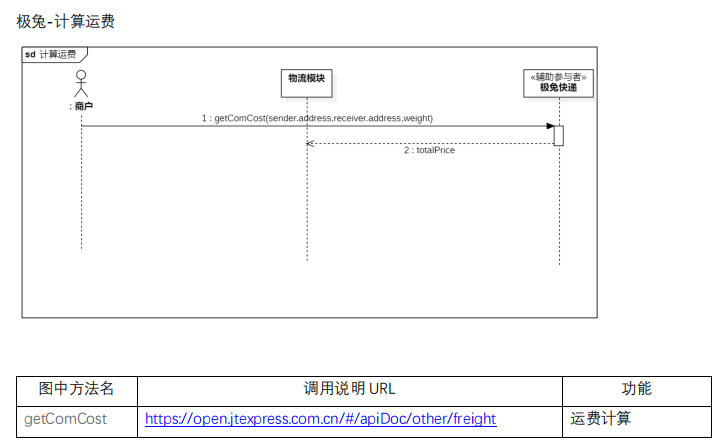 极兔-计算运费
sd 计算运费
: 商户
物流模块
«辅助参与者»
极兔快递
1 : getComCost(sender.address,receiver.address,weight)
2 : totalPrice
图中方法名 调用说明 URL 功能
getComCost https://open.jtexpress.com.cn/#/apiDoc/other/freight 运费计算